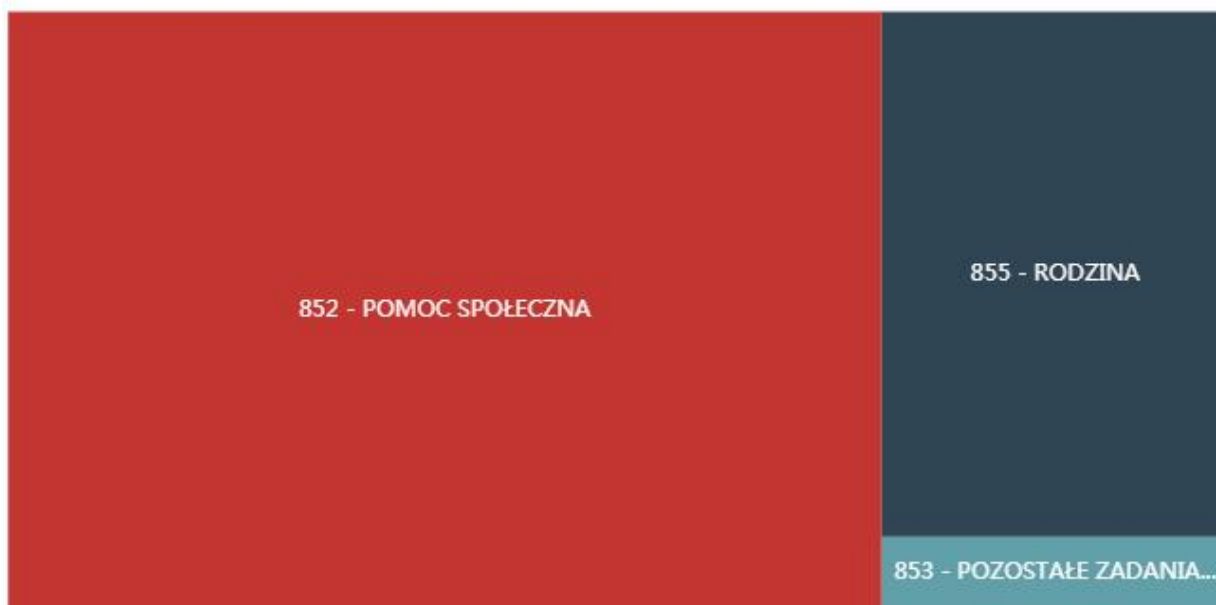 852 - POMOC SPOŁECZNA
855 - RODZINA
853 - POZOSTAŁE ZADANIA...